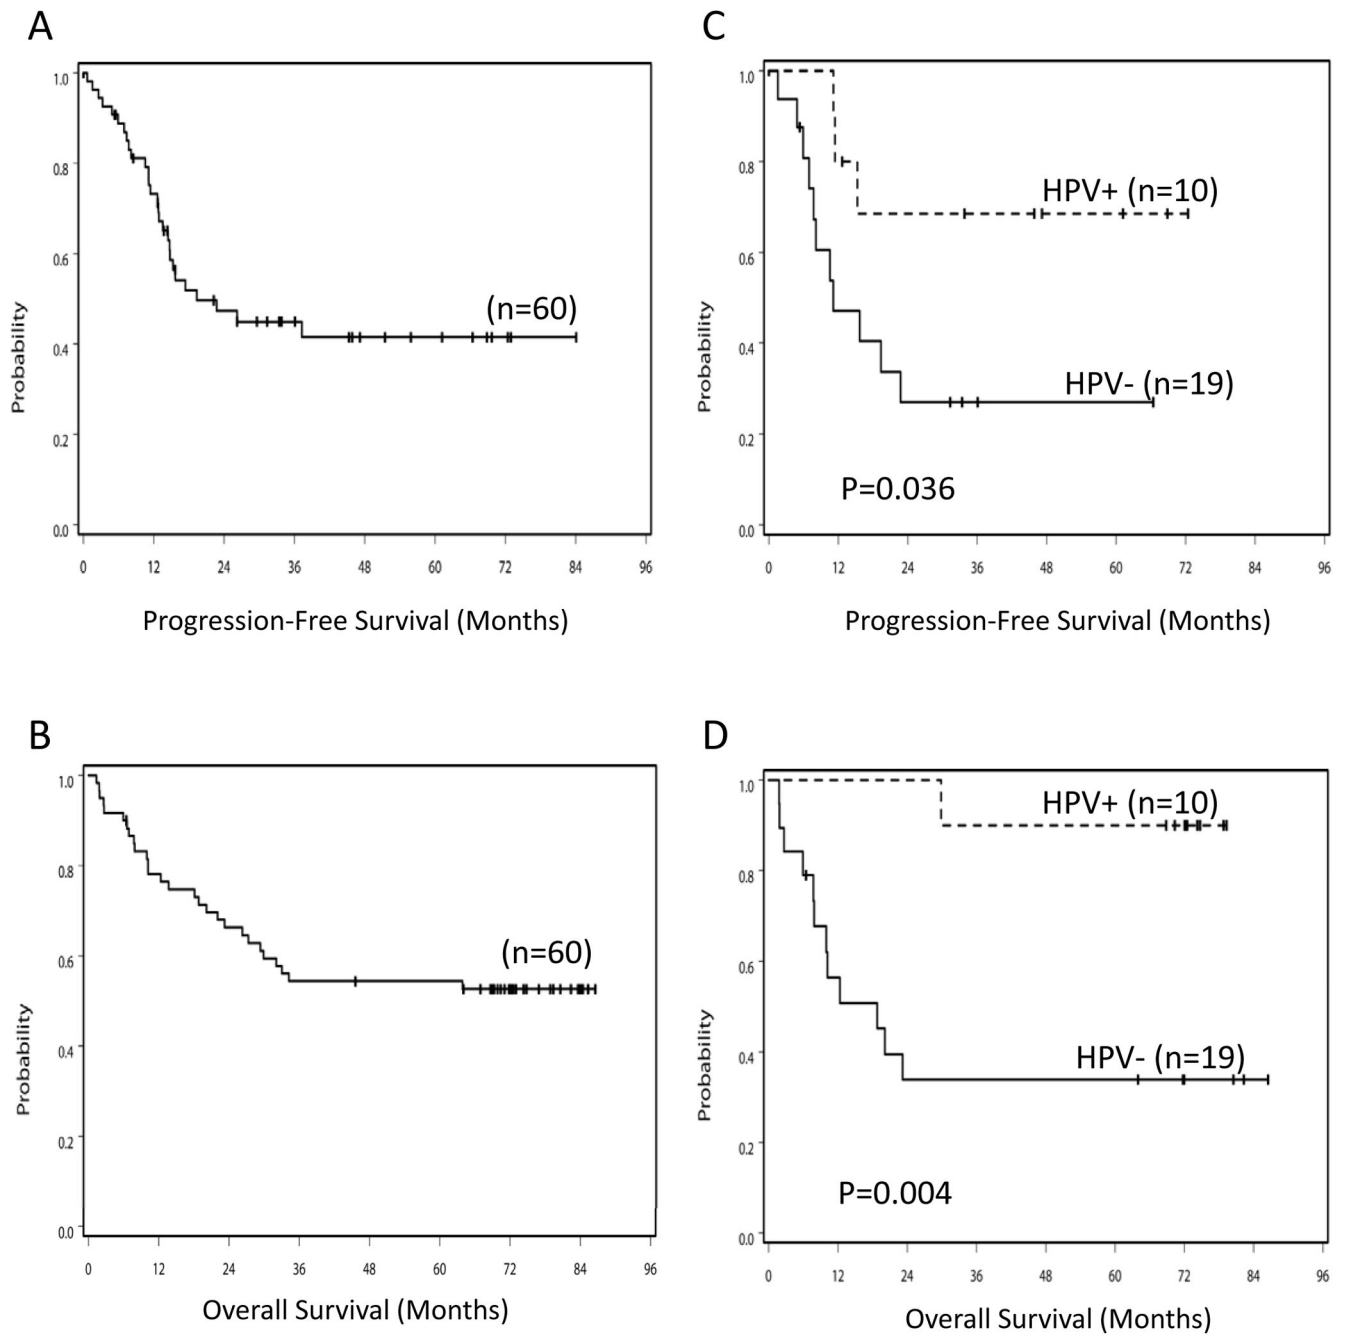 A
1.0
0.8
0.6
0.4
0.2
0.0
Probability
(n=60)
0 12 24 36 48 60 72 84 96
Progression-Free Survival (Months)
C
1.0
0.8
0.6
0.4
0.2
0.0
Probability
HPV+ (n=10)
HPV- (n=19)
P=0.036
0 12 24 36 48 60 72 84 96
Progression-Free Survival (Months)
B
1.0
0.8
0.6
0.4
0.2
0.0
Probability
(n=60)
0 12 24 36 48 60 72 84 96
Overall Survival (Months)
D
1.0
0.8
0.6
0.4
0.2
0.0
Probability
HPV+ (n=10)
HPV- (n=19)
P=0.004
0 12 24 36 48 60 72 84 96
Overall Survival (Months)